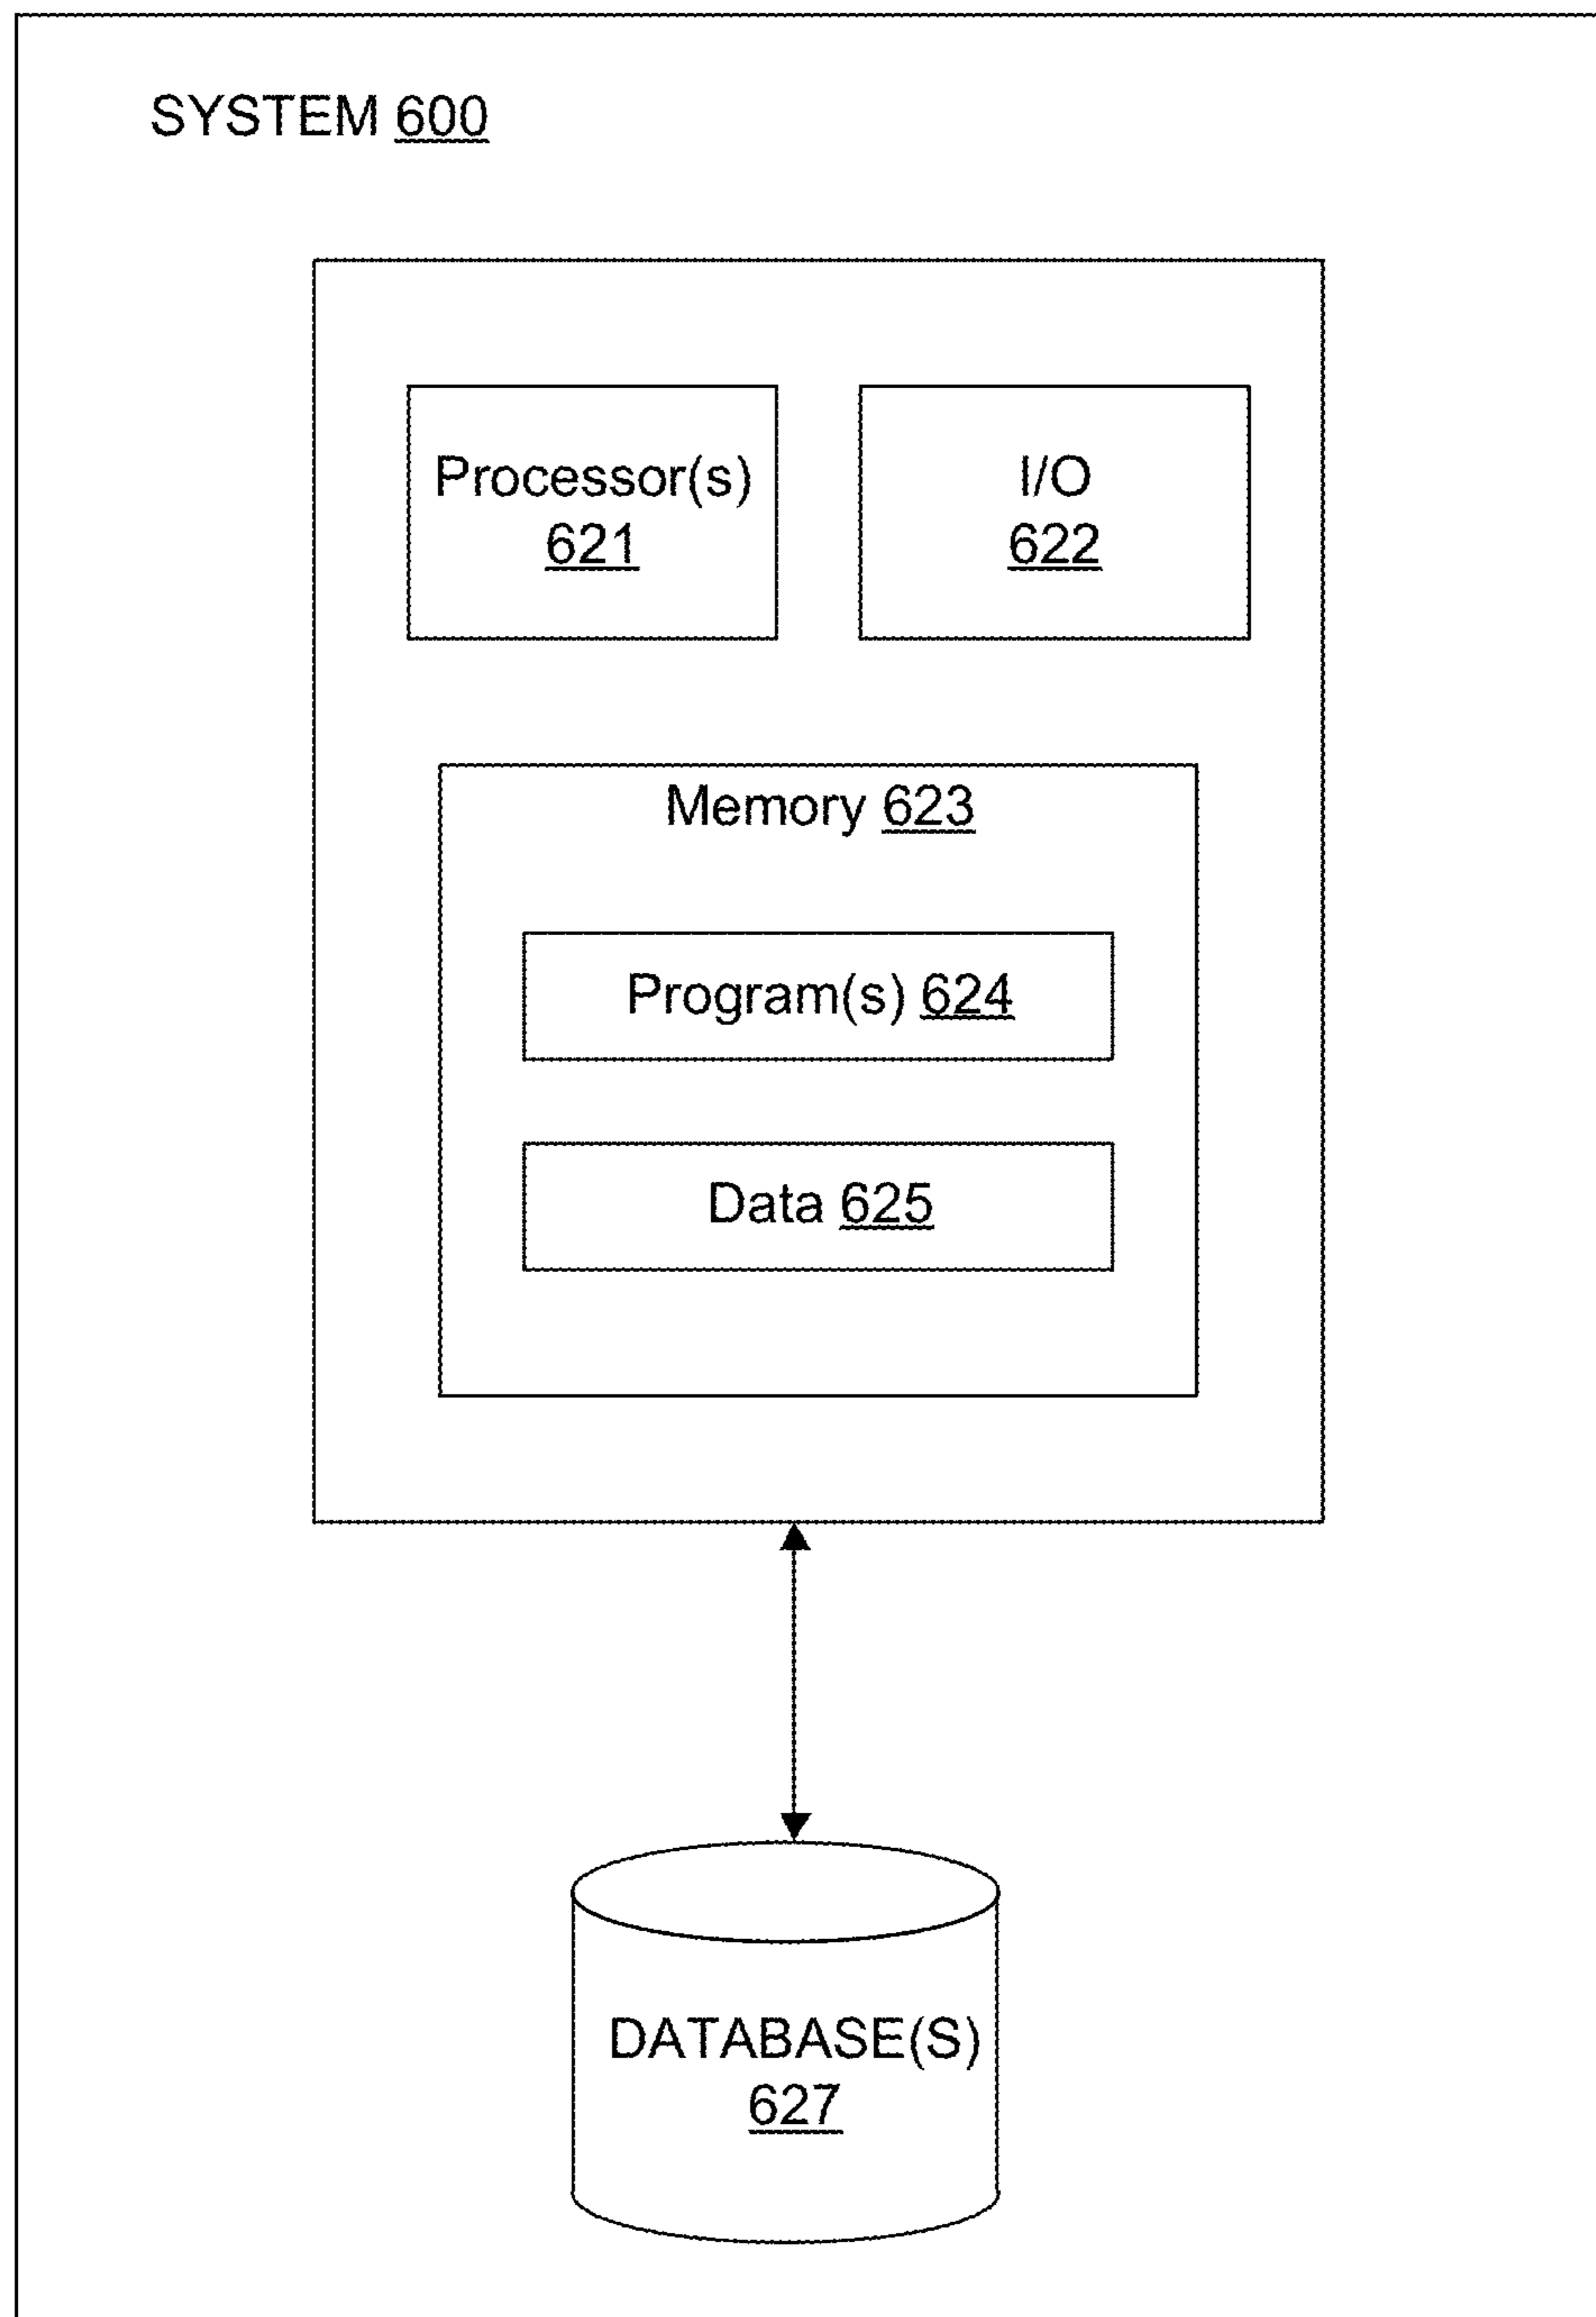 SYSTEM 600
Processor(s)
621
I/O
622
Memory 623
Program(s) 624
Data 625
DATABASE(S)
627